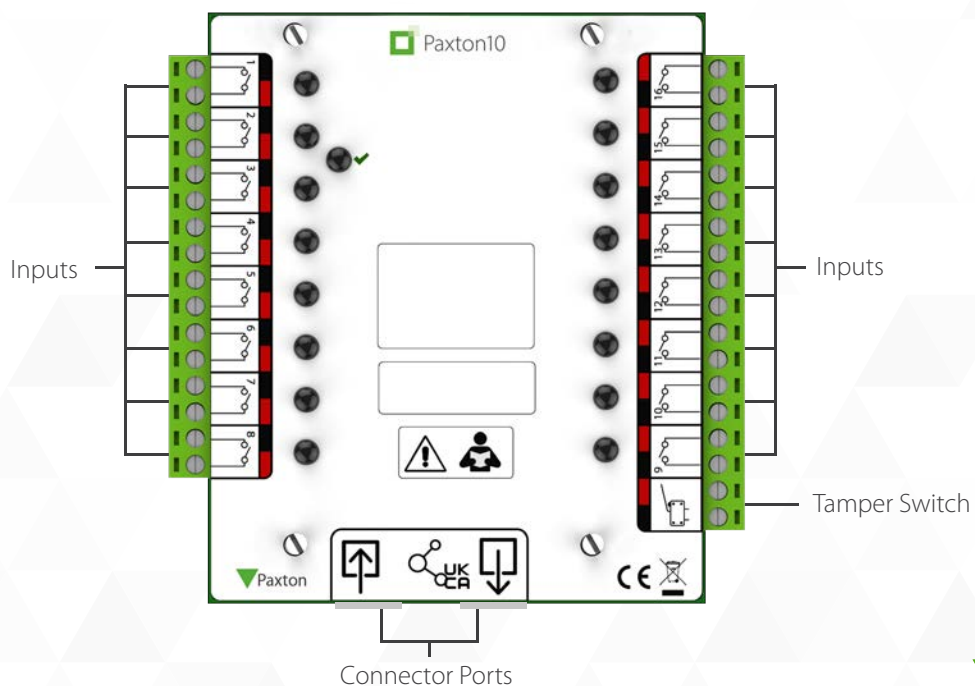 Paxton10
1
2
3
4
5
6
7
8
16
15
14
13
12
11
10
9
Inputs
Inputs
Tamper Switch
Paxton
UK
CA
CE
Connector Ports